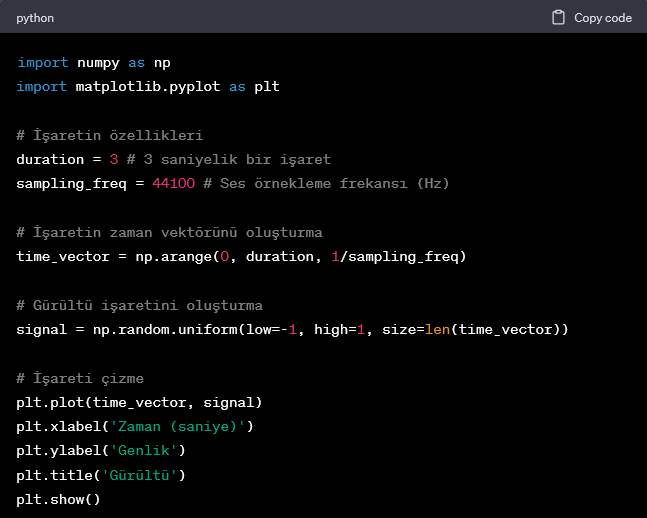 python
Copy code
import numpy as np
import matplotlib.pyplot as plt
# İşaretin özellikleri
duration = 3 # 3 saniyelik bir işaret
sampling_freq = 44100 # Ses örnekleme frekansı (Hz)
# İşaretin zaman vektörünü oluşturma
time_vector = np.arange(0, duration, 1/sampling_freq)
# Gürültü işaretini oluşturma
signal = np.random.uniform(low=-1, high=1, size=len(time_vector))
# İşareti çizme
plt.plot(time_vector, signal)
plt.xlabel('Zaman (saniye)')
plt.ylabel('Genlik')
plt.title('Gürültü')
plt.show()